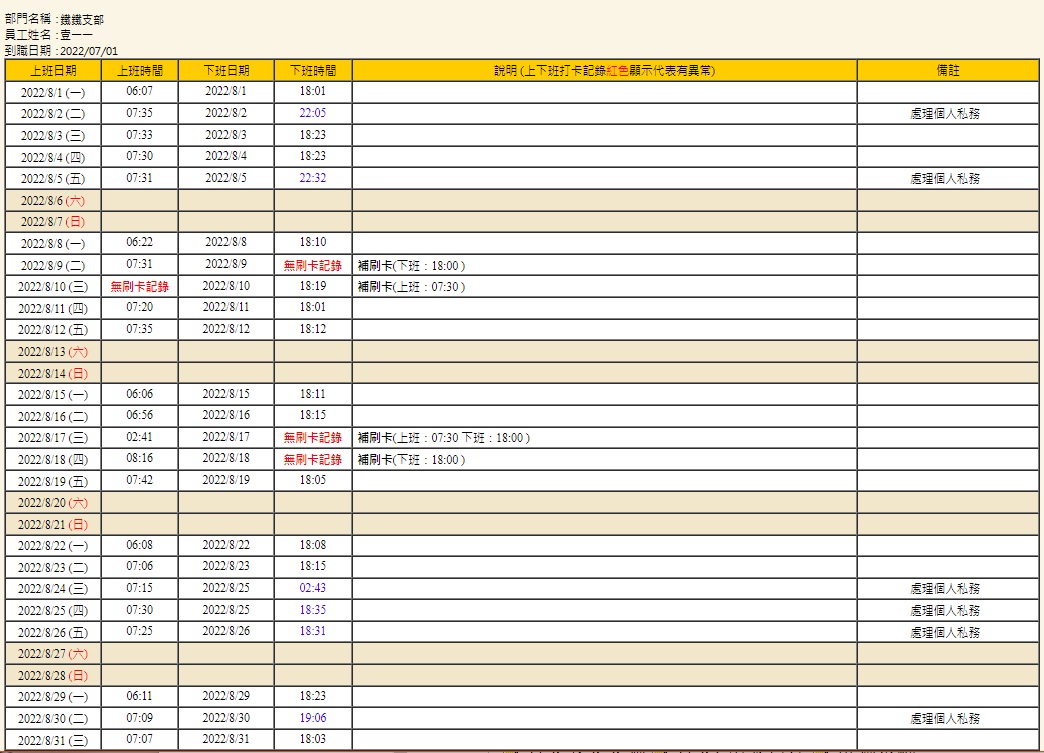 部門名稱 : 鐵鐵支部
員工姓名 : 壹一一
到職日期 : 2022/07/01
上班日期 上班時間 下班日期 下班時間 說明 (上下班打卡記錄紅色顯示代表有異常) 備註
2022/8/1 (一) 06:07 2022/8/1 18:01
2022/8/2 (二) 07:35 2022/8/2 22:05 處理個人私務
2022/8/3 (三) 07:33 2022/8/3 18:23
2022/8/4 (四) 07:30 2022/8/4 18:23
2022/8/5 (五) 07:31 2022/8/5 22:32 處理個人私務
2022/8/6 (六)
2022/8/7 (日)
2022/8/8 (一) 06:22 2022/8/8 18:10
2022/8/9 (二) 07:31 2022/8/9 無刷卡記錄 補刷卡(下班：18:00 )
2022/8/10 (三) 無刷卡記錄 2022/8/10 18:19 補刷卡(上班：07:30 )
2022/8/11 (四) 07:20 2022/8/11 18:01
2022/8/12 (五) 07:35 2022/8/12 18:12
2022/8/13 (六)
2022/8/14 (日)
2022/8/15 (一) 06:06 2022/8/15 18:11
2022/8/16 (二) 06:56 2022/8/16 18:15
2022/8/17 (三) 02:41 2022/8/17 無刷卡記錄 補刷卡(上班：07:30 下班：18:00 )
2022/8/18 (四) 08:16 2022/8/18 無刷卡記錄 補刷卡(下班：18:00 )
2022/8/19 (五) 07:42 2022/8/19 18:05
2022/8/20 (六)
2022/8/21 (日)
2022/8/22 (一) 06:08 2022/8/22 18:08
2022/8/23 (二) 07:06 2022/8/23 18:15
2022/8/24 (三) 07:15 2022/8/25 02:43 處理個人私務
2022/8/25 (四) 07:30 2022/8/25 18:35 處理個人私務
2022/8/26 (五) 07:25 2022/8/26 18:31 處理個人私務
2022/8/27 (六)
2022/8/28 (日)
2022/8/29 (一) 06:11 2022/8/29 18:23
2022/8/30 (二) 07:09 2022/8/30 19:06 處理個人私務
2022/8/31 (三) 07:07 2022/8/31 18:03